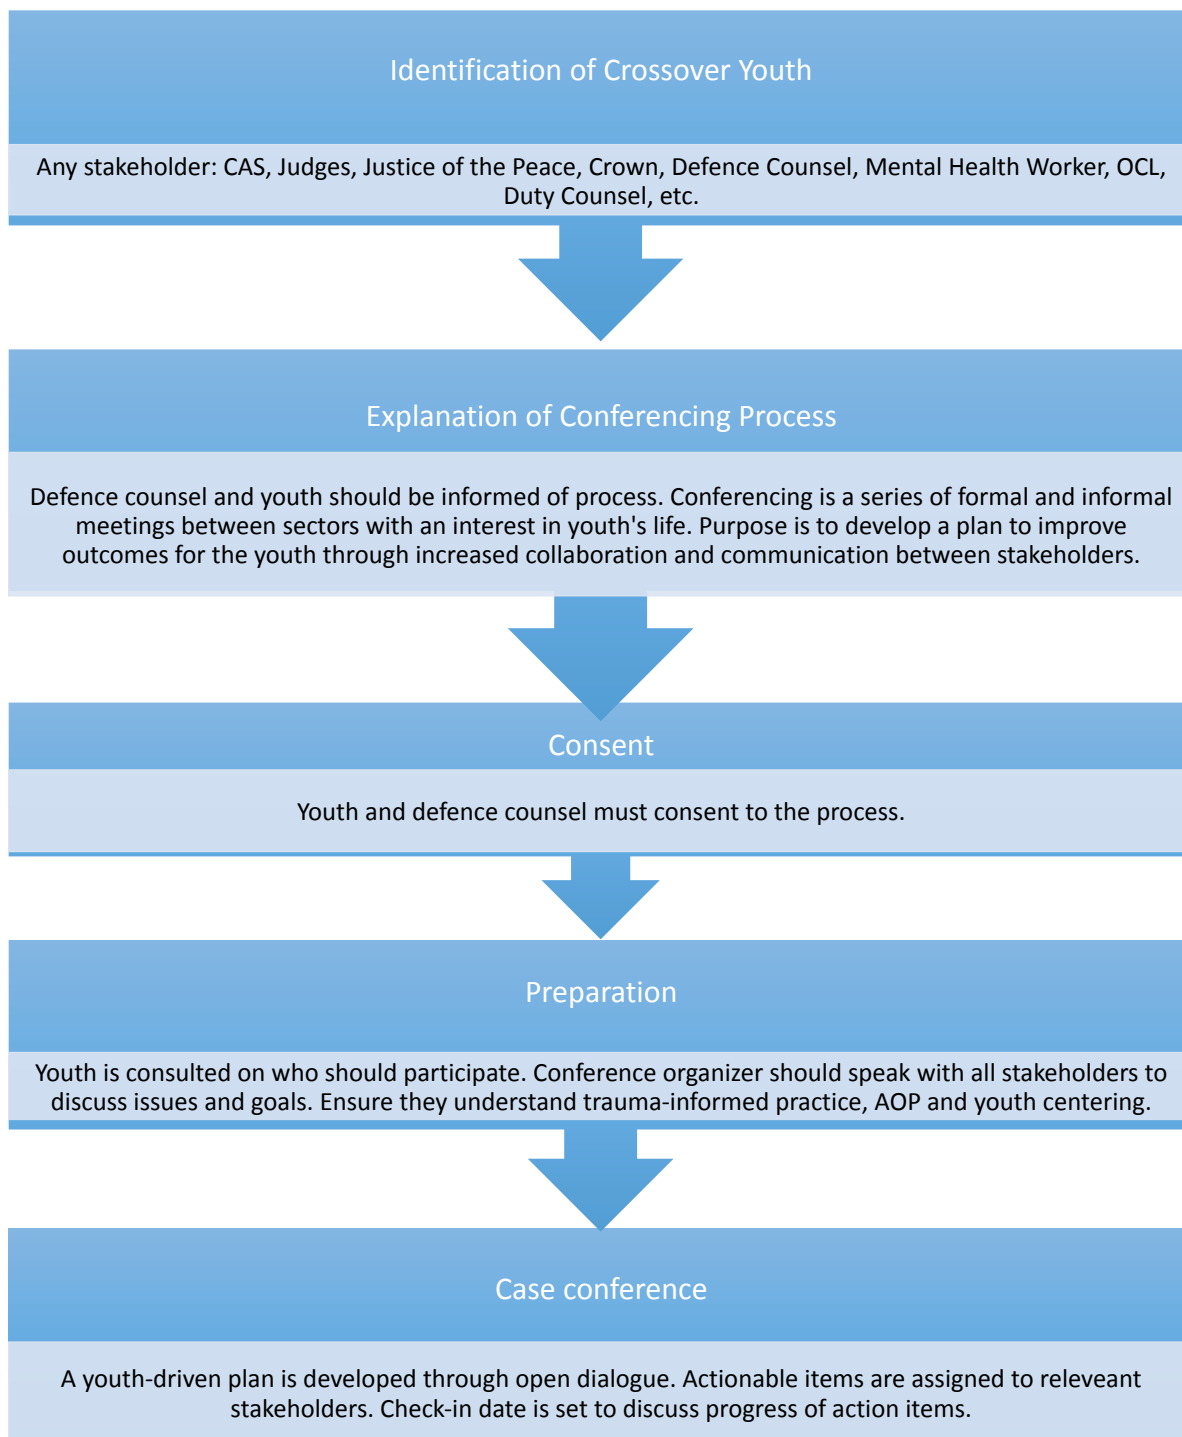 Identification of Crossover Youth
Any stakeholder: CAS, Judges, Justice of the Peace, Crown, Defence Counsel, Mental Health Worker, OCL,
Duty Counsel, etc.
Explanation of Conferencing Process
Defence counsel and youth should be informed of process. Conferencing is a series of formal and informal
meetings between sectors with an interest in youth's life. Purpose is to develop a plan to improve
outcomes for the youth through increased collaboration and communication between stakeholders.
Consent
Youth and defence counsel must consent to the process.
Preparation
Youth is consulted on who should participate. Conference organizer should speak with all stakeholders to
discuss issues and goals. Ensure they understand trauma-informed practice, AOP and youth centering.
Case conference
A youth-driven plan is developed through open dialogue. Actionable items are assigned to releveant
stakeholders. Check-in date is set to discuss progress of action items.